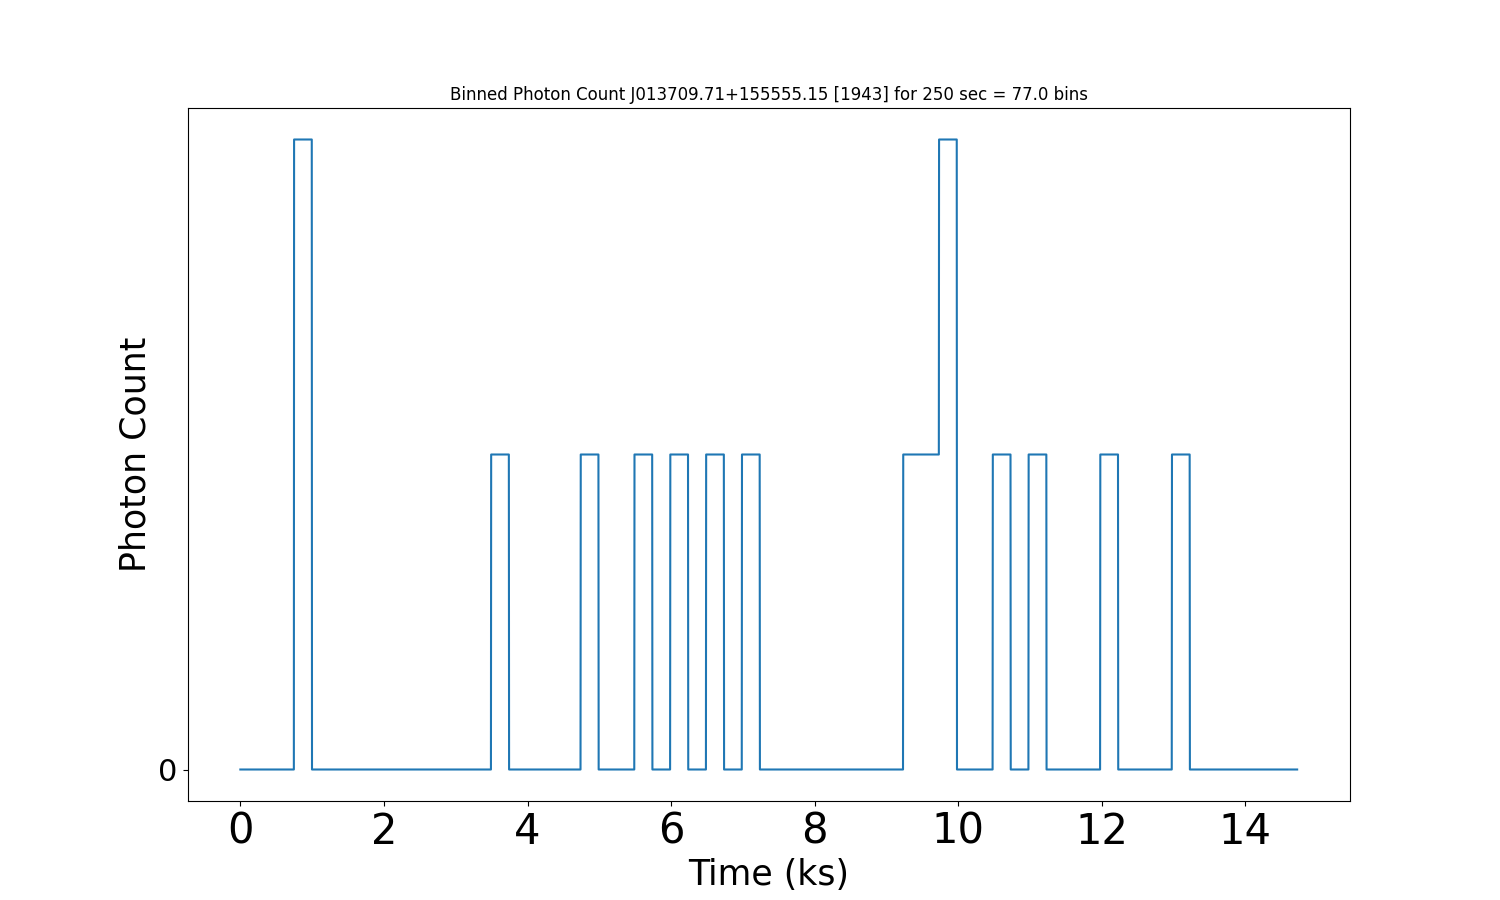 Binned Photon Count J013709.71+155555.15 [1943] for 250 sec = 77.0 bins
Photon Count
0
0 2 4 6 8 10 12 14
Time (ks)